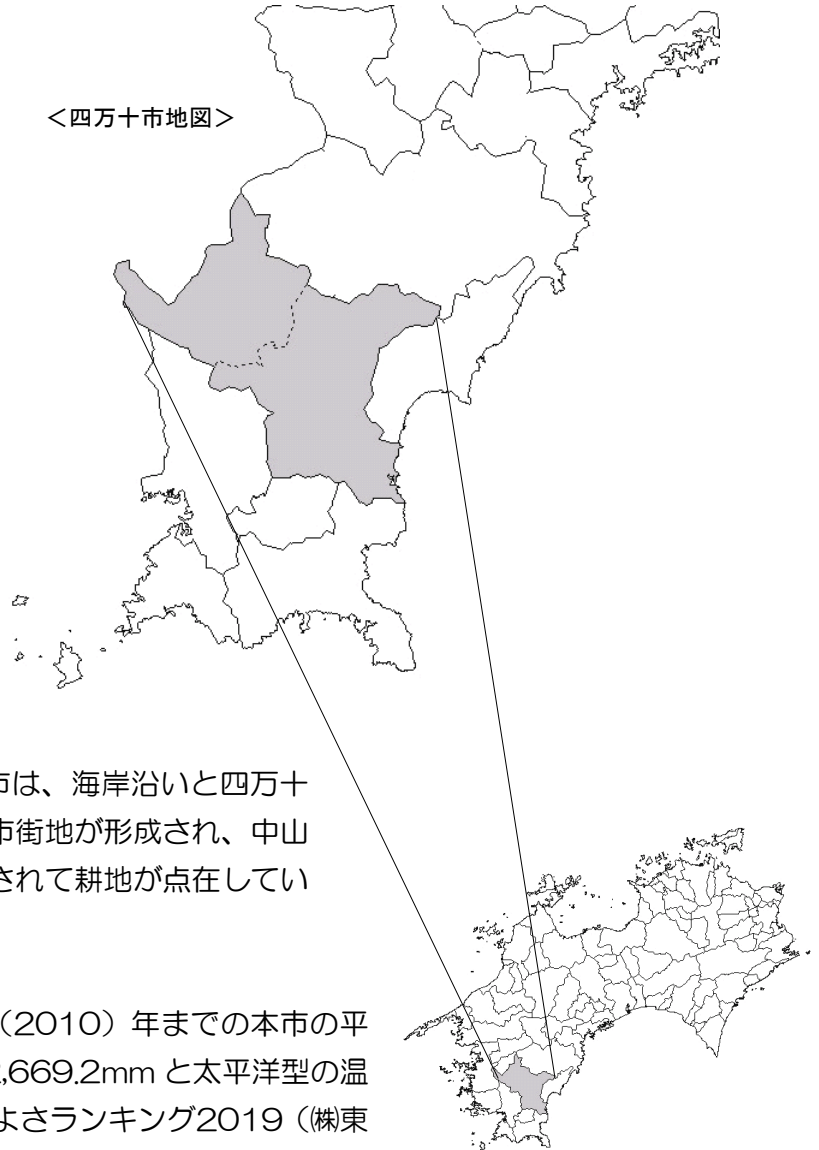 ＜四万十市地図＞
市は、海岸沿いと四万十
市街地が形成され、中山
されて耕地が点在してい
（2010）年までの本市の平
,669.2mm と太平洋型の温
よさランキング2019（㈱東